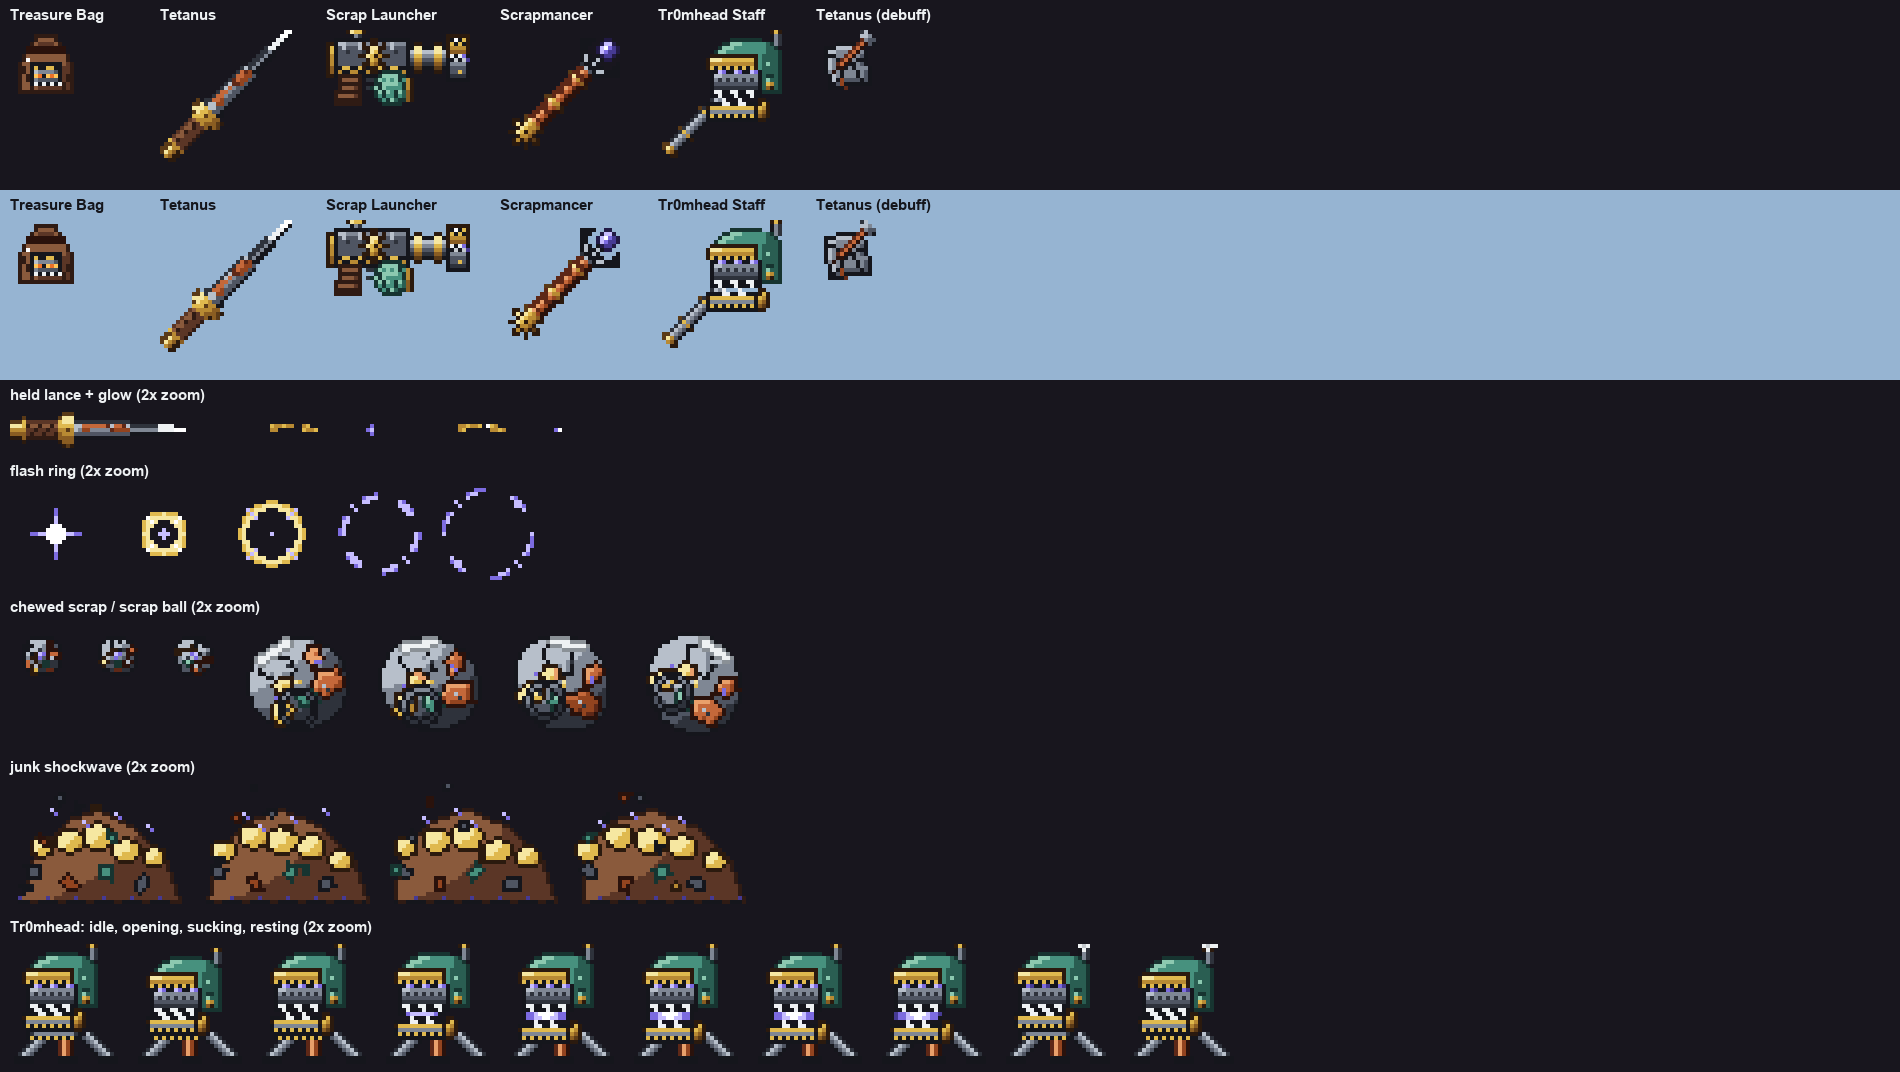 Treasure Bag Tetanus Scrap Launcher Scrapmancer Tr0mhead Staff Tetanus (debuff)
Treasure Bag Tetanus Scrap Launcher Scrapmancer Tr0mhead Staff Tetanus (debuff)
held lance + glow (2x zoom)
flash ring (2x zoom)
chewed scrap / scrap ball (2x zoom)
junk shockwave (2x zoom)
Tr0mhead: idle, opening, sucking, resting (2x zoom)